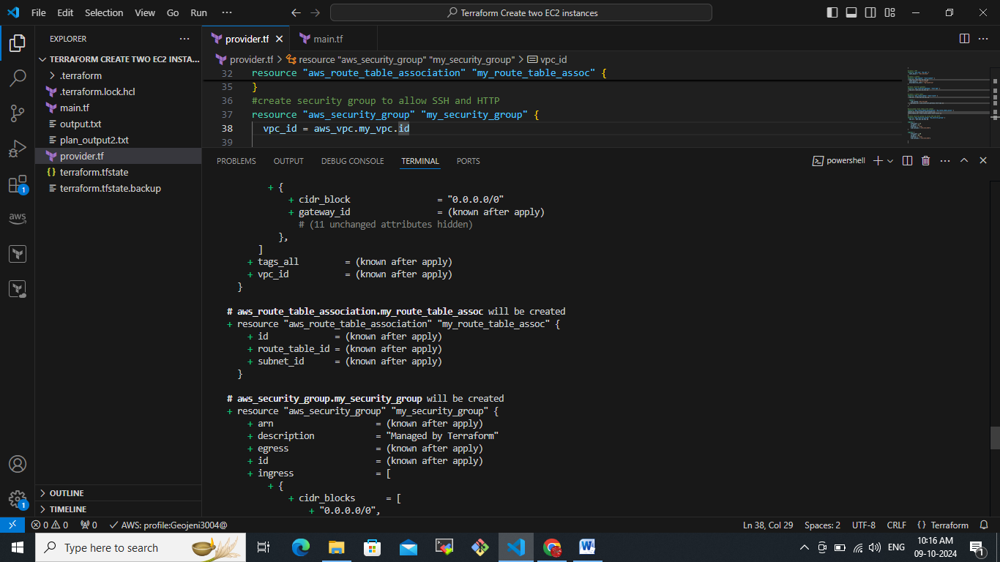 File Edit Selection View Go Run ···
Terraform Create two EC2 instances
EXPLORER
TERRAFORM CREATE TWO EC2 INSTA...
.terraform
.terraform.lock.hcl
main.tf
output.txt
plan_output2.txt
provider.tf
terraform.tfstate
terraform.tfstate.backup
OUTLINE
TIMELINE
1
aws
1
provider.tf
main.tf
provider.tf > resource "aws_security_group" "my_security_group" > vpc_id
32 resource "aws_route_table_association" "my_route_table_assoc" {
35 }
36 #create security group to allow SSH and HTTP
37 resource "aws_security_group" "my_security_group" {
38 vpc_id = aws_vpc.my_vpc.id
39
PROBLEMS OUTPUT DEBUG CONSOLE TERMINAL PORTS
powershell
+ {
+ cidr_block = "0.0.0.0/0"
+ gateway_id = (known after apply)
# (11 unchanged attributes hidden)
},
]
+ tags_all = (known after apply)
+ vpc_id = (known after apply)
}
# aws_route_table_association.my_route_table_assoc will be created
+ resource "aws_route_table_association" "my_route_table_assoc" {
+ id = (known after apply)
+ route_table_id = (known after apply)
+ subnet_id = (known after apply)
}
# aws_security_group.my_security_group will be created
+ resource "aws_security_group" "my_security_group" {
+ arn = (known after apply)
+ description = "Managed by Terraform"
+ egress = (known after apply)
+ id = (known after apply)
+ ingress = [
+ {
+ cidr_blocks = [
+ "0.0.0.0/0",
0 0 0 AWS: profile:Geojeni3004@
Ln 38, Col 29 Spaces: 2 UTF-8 CRLF {} Terraform
Type here to search
ENG
10:16 AM
09-10-2024
1